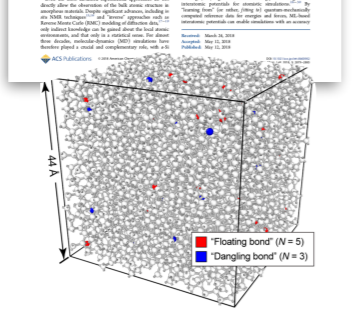 directly allow the observation of the bulk atomic structure in
amorphous materials. Despite significant advances, including in
situ NMR techniques and "reverse" approaches such as
Reverse Monte Carlo (RMC) modeling of diffraction data,
only indirect knowledge can be gained about the local atomic
environments, and that only in a statistical sense. For almost
three decades, molecular-dynamics (MD) simulations have
therefore played a crucial and complementary role, with a-Si
interatomic potentials for atomistic simulations. By
"learning from" (or rather, fitting to) quantum-mechanically
computed reference data for energies and forces, ML-based
interatomic potentials can enable simulations with an accuracy
Received: March 26, 2018
Accepted: May 12, 2018
Published: May 12, 2018
ACS Publications
44 Å
"Floating bond" (N = 5)
"Dangling bond" (N = 3)